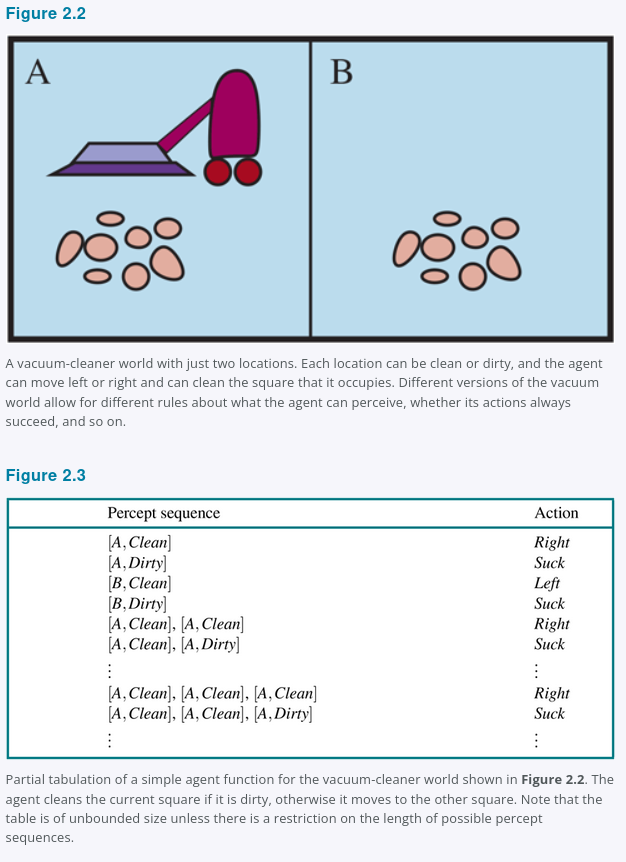 Figure 2.2
A
B
A vacuum-cleaner world with just two locations. Each location can be clean or dirty, and the agent
can move left or right and can clean the square that it occupies. Different versions of the vacuum
world allow for different rules about what the agent can perceive, whether its actions always
succeed, and so on.
Figure 2.3
Percept sequence Action
[A, Clean] Right
[A, Dirty] Suck
[B, Clean] Left
[B, Dirty] Suck
[A, Clean], [A, Clean] Right
[A, Clean], [A, Dirty] Suck
⋮ ⋮
[A, Clean], [A, Clean], [A, Clean] Right
[A, Clean], [A, Clean], [A, Dirty] Suck
⋮ ⋮
Partial tabulation of a simple agent function for the vacuum-cleaner world shown in Figure 2.2. The
agent cleans the current square if it is dirty, otherwise it moves to the other square. Note that the
table is of unbounded size unless there is a restriction on the length of possible percept
sequences.